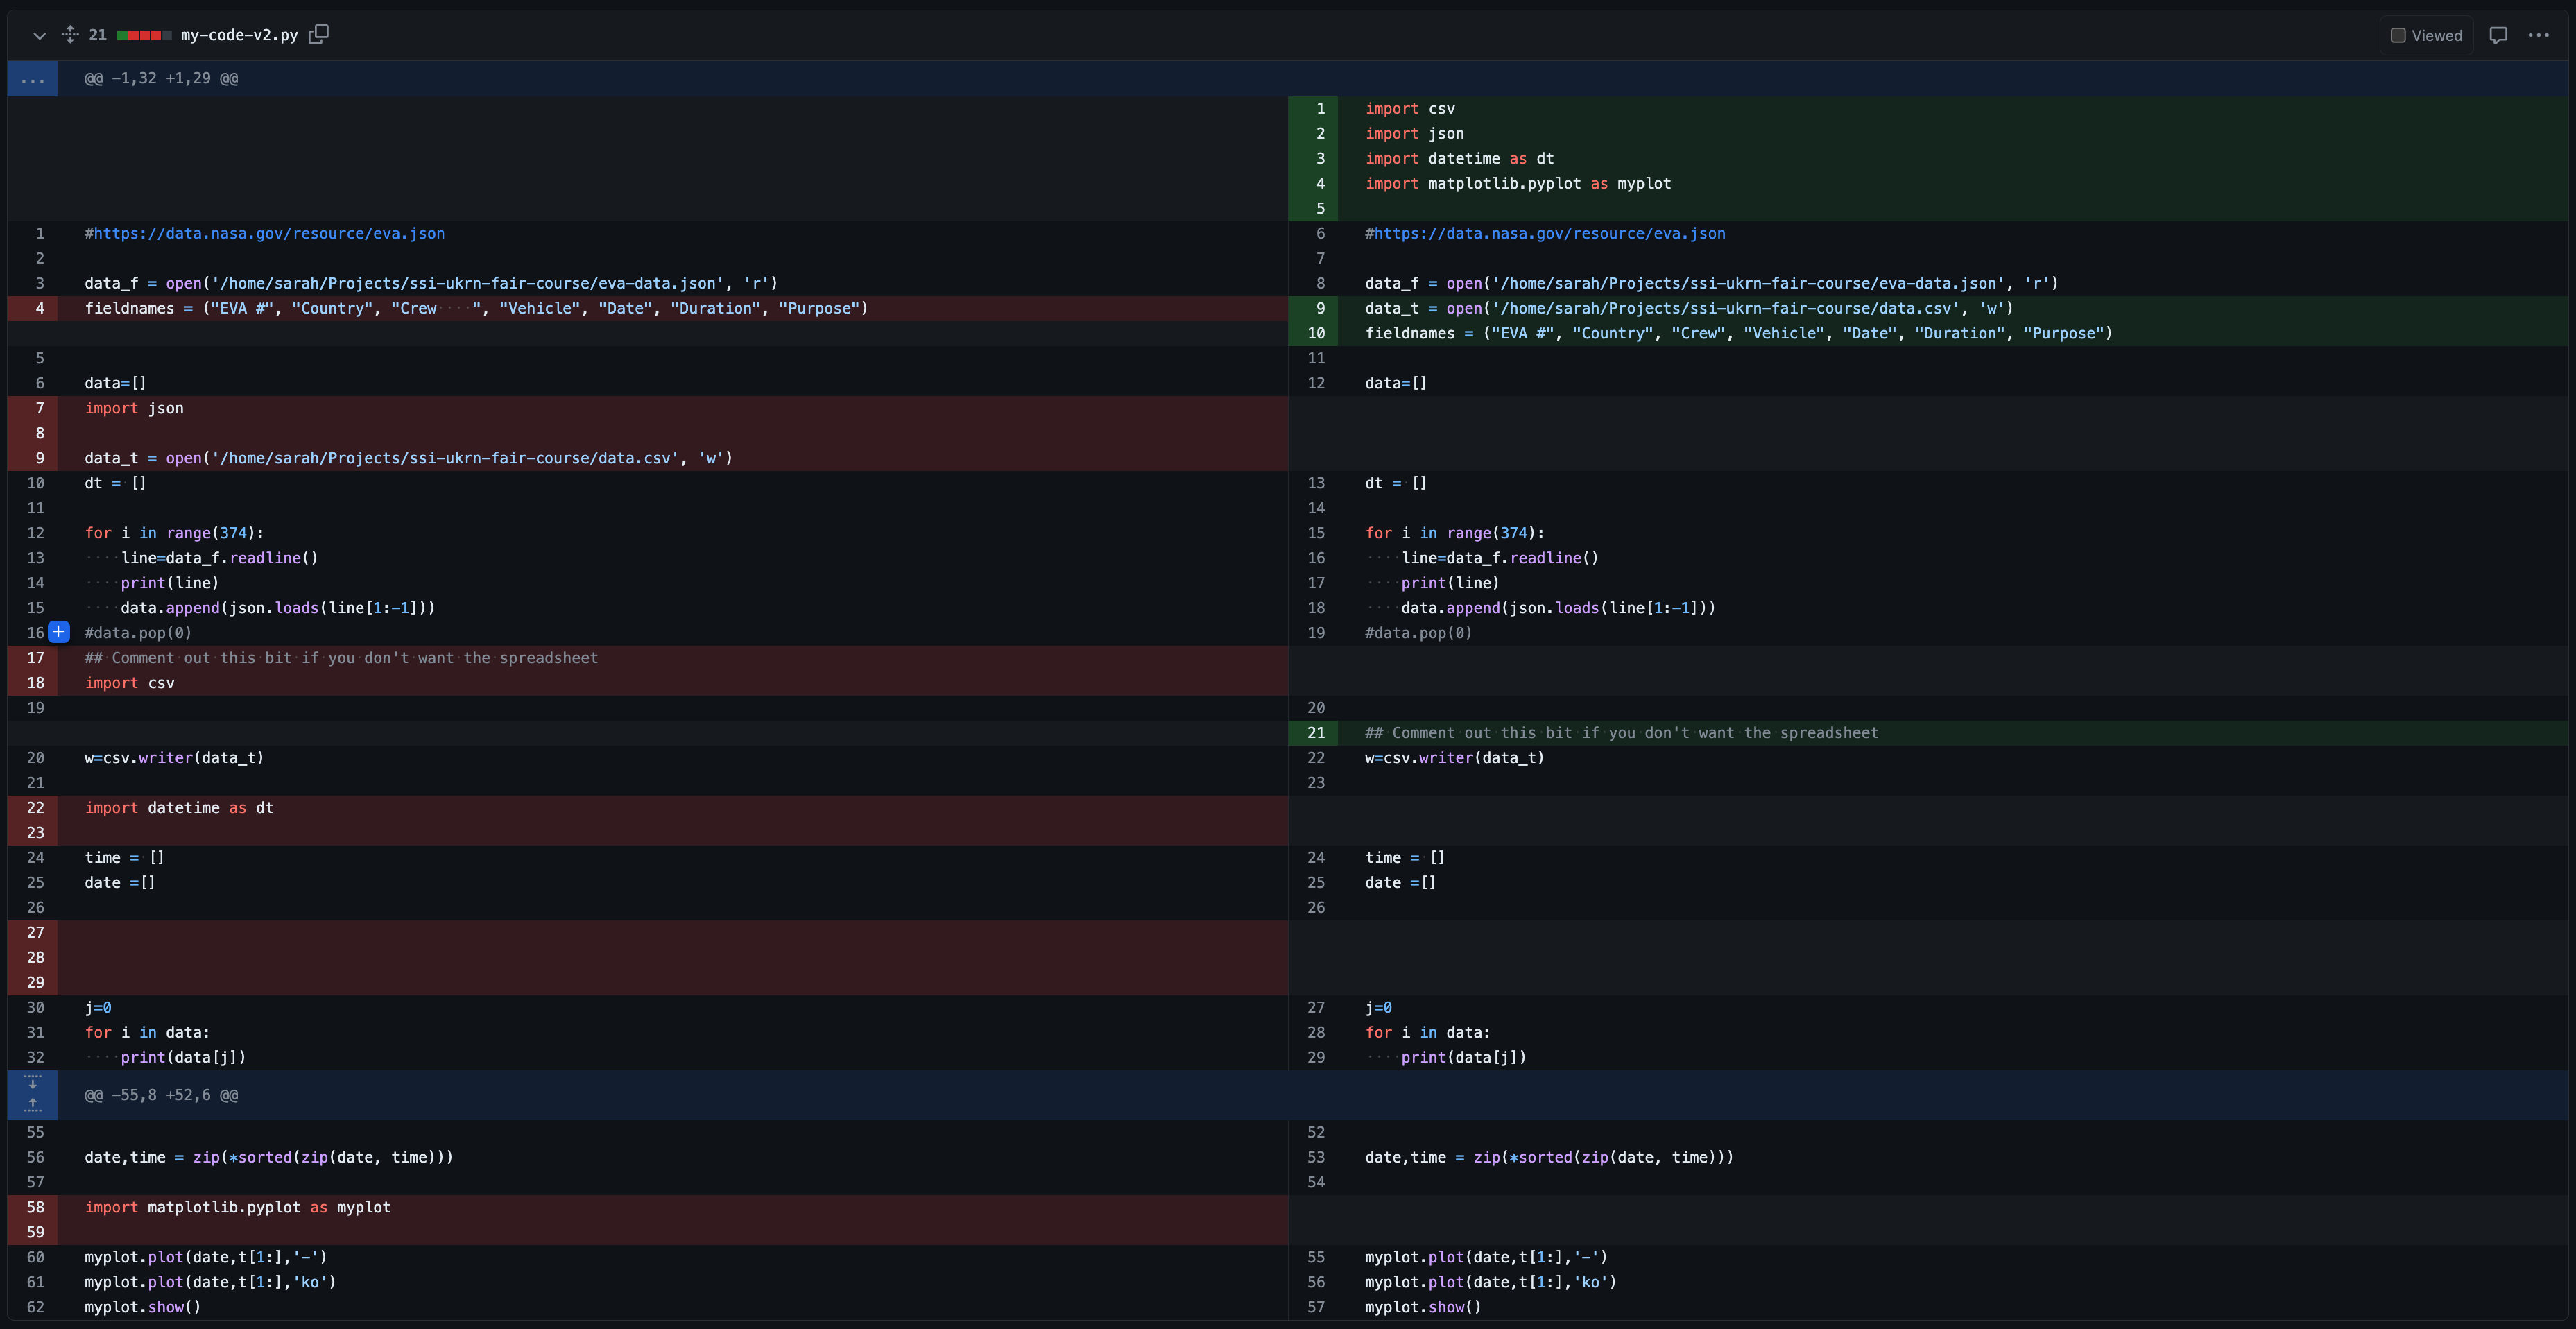 21 my-code-v2.py Viewed
@@ -1,32 +1,29 @@
1 import csv
2 import json
3 import datetime as dt
4 import matplotlib.pyplot as myplot
5
1 #https://data.nasa.gov/resource/eva.json 6 #https://data.nasa.gov/resource/eva.json
2 7
3 data_f = open('/home/sarah/Projects/ssi-ukrn-fair-course/eva-data.json', 'r') 8 data_f = open('/home/sarah/Projects/ssi-ukrn-fair-course/eva-data.json', 'r')
4 fieldnames = ("EVA #", "Country", "Crew    ", "Vehicle", "Date", "Duration", "Purpose") 9 data_t = open('/home/sarah/Projects/ssi-ukrn-fair-course/data.csv', 'w')
10 fieldnames = ("EVA #", "Country", "Crew", "Vehicle", "Date", "Duration", "Purpose")
5 11
6 data=[] 12 data=[]
7 import json
8
9 data_t = open('/home/sarah/Projects/ssi-ukrn-fair-course/data.csv', 'w')
10 dt = [] 13 dt = []
11 14
12 for i in range(374): 15 for i in range(374):
13     line=data_f.readline() 16     line=data_f.readline()
14     print(line) 17     print(line)
15     data.append(json.loads(line[1:-1])) 18     data.append(json.loads(line[1:-1]))
16 + #data.pop(0) 19 #data.pop(0)
17 ## Comment out this bit if you don't want the spreadsheet
18 import csv
19 20
21 ## Comment out this bit if you don't want the spreadsheet
20 w=csv.writer(data_t) 22 w=csv.writer(data_t)
21 23
22 import datetime as dt
23
24 time = [] 24 time = []
25 date =[] 25 date =[]
26 26
27
28
29
30 j=0 27 j=0
31 for i in data: 28 for i in data:
32     print(data[j]) 29     print(data[j])
@@ -55,8 +52,6 @@
55 52
56 date,time = zip(*sorted(zip(date, time))) 53 date,time = zip(*sorted(zip(date, time)))
57 54
58 import matplotlib.pyplot as myplot
59
60 myplot.plot(date,t[1:],'-') 55 myplot.plot(date,t[1:],'-')
61 myplot.plot(date,t[1:],'ko') 56 myplot.plot(date,t[1:],'ko')
62 myplot.show() 57 myplot.show()